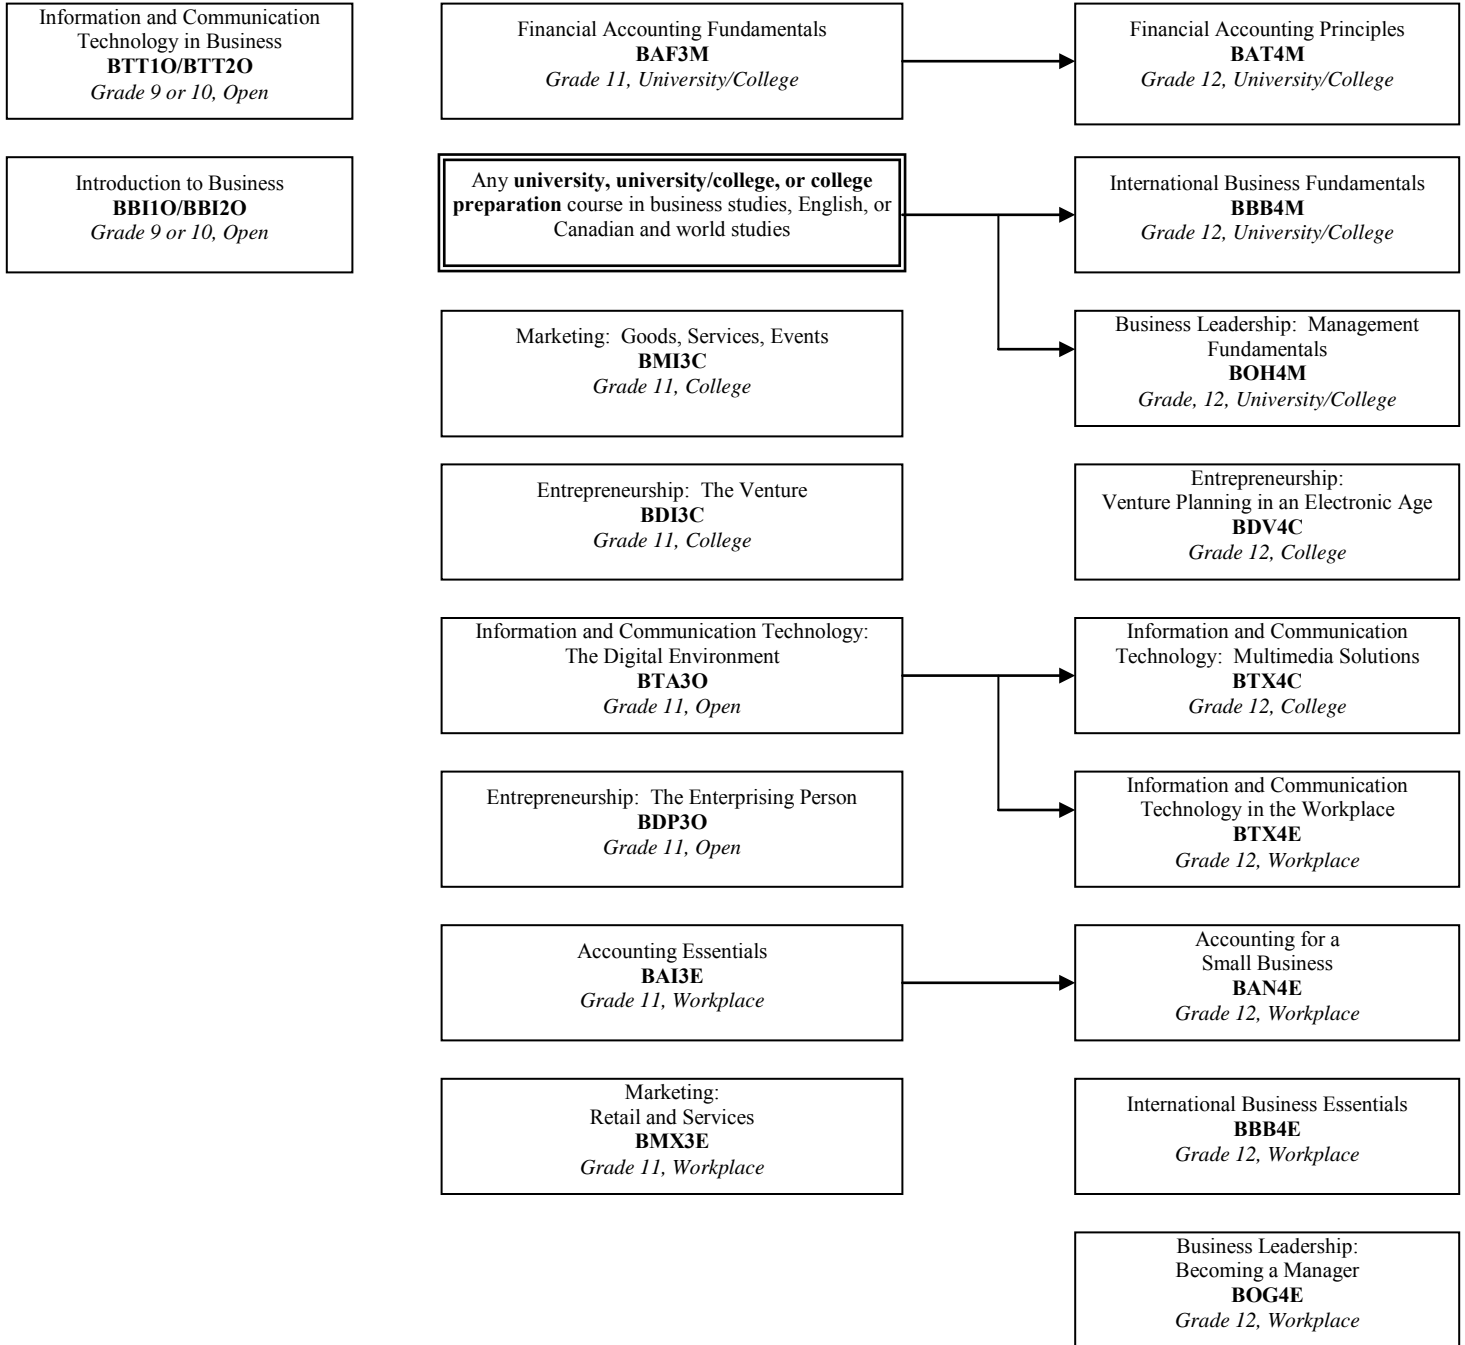 Information and Communication
Technology in Business
BTT1O/BTT2O
Grade 9 or 10, Open
Financial Accounting Fundamentals
BAF3M
Grade 11, University/College
Financial Accounting Principles
BAT4M
Grade 12, University/College
Introduction to Business
BBI1O/BBI2O
Grade 9 or 10, Open
Any university, university/college, or college
preparation course in business studies, English, or
Canadian and world studies
International Business Fundamentals
BBB4M
Grade 12, University/College
Marketing:  Goods, Services, Events
BMI3C
Grade 11, College
Business Leadership:  Management
Fundamentals
BOH4M
Grade, 12, University/College
Entrepreneurship:  The Venture
BDI3C
Grade 11, College
Entrepreneurship:
Venture Planning in an Electronic Age
BDV4C
Grade 12, College
Information and Communication Technology:
The Digital Environment
BTA3O
Grade 11, Open
Information and Communication
Technology:  Multimedia Solutions
BTX4C
Grade 12, College
Entrepreneurship:  The Enterprising Person
BDP3O
Grade 11, Open
Information and Communication
Technology in the Workplace
BTX4E
Grade 12, Workplace
Accounting Essentials
BAI3E
Grade 11, Workplace
Accounting for a
Small Business
BAN4E
Grade 12, Workplace
Marketing:
Retail and Services
BMX3E
Grade 11, Workplace
International Business Essentials
BBB4E
Grade 12, Workplace
Business Leadership:
Becoming a Manager
BOG4E
Grade 12, Workplace